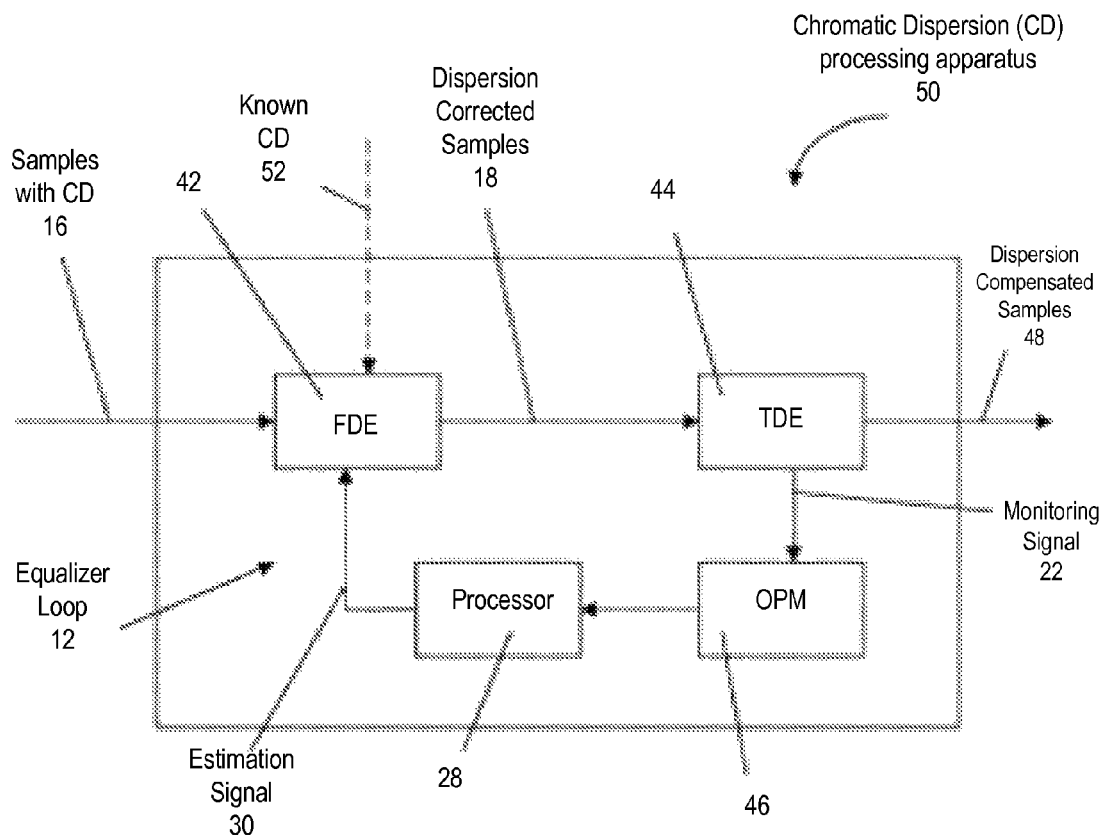 Chromatic Dispersion (CD)
processing apparatus
50
Dispersion
Corrected
Samples
18
Known
CD
52
Samples
with CD
16
42
44
Dispersion
Compensated
Samples
48
FDE
TDE
Monitoring
Signal
22
Equalizer
Loop
12
Processor
OPM
Estimation
Signal
30
28
46